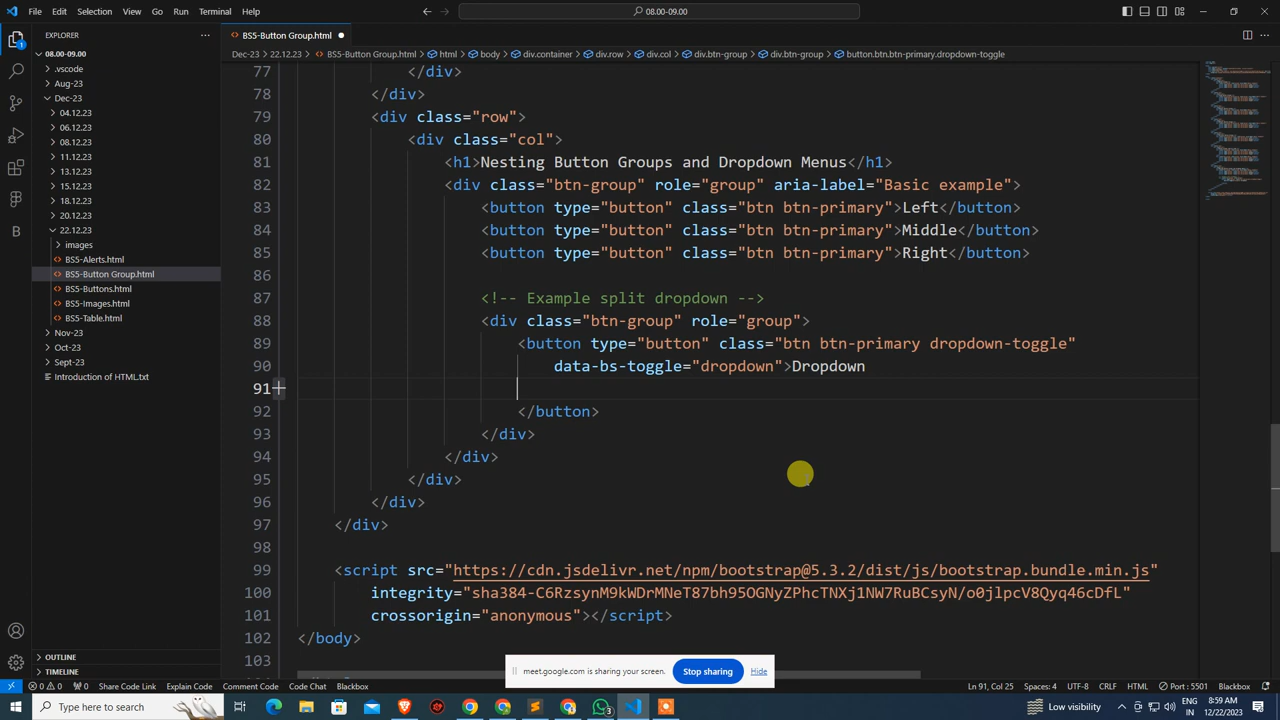 File Edit Selection View Go Run Terminal Help
08.00-09.00
EXPLORER
BS5-Button Group.html
Dec-23 > 22.12.23 > BS5-Button Group.html > html > body > div.container > div.row > div.col > div.btn-group > div.btn-group > button.btn.btn-primary.dropdown-toggle
08.00-09.00
.vscode
Aug-23
Dec-23
04.12.23
06.12.23
08.12.23
11.12.23
13.12.23
15.12.23
18.12.23
20.12.23
22.12.23
images
BS5-Alerts.html
BS5-Button Group.html
BS5-Buttons.html
BS5-Images.html
BS5-Table.html
Nov-23
Oct-23
Sept-23
Introduction of HTML.txt
OUTLINE
TIMELINE
77 </div>
78 </div>
79 <div class="row">
80 <div class="col">
81 <h1>Nesting Button Groups and Dropdown Menus</h1>
82 <div class="btn-group" role="group" aria-label="Basic example">
83 <button type="button" class="btn btn-primary">Left</button>
84 <button type="button" class="btn btn-primary">Middle</button>
85 <button type="button" class="btn btn-primary">Right</button>
86
87 <!-- Example split dropdown -->
88 <div class="btn-group" role="group">
89 <button type="button" class="btn btn-primary dropdown-toggle"
90 data-bs-toggle="dropdown">Dropdown
91
92 </button>
93 </div>
94 </div>
95 </div>
96 </div>
97 </div>
98
99 <script src="https://cdn.jsdelivr.net/npm/bootstrap@5.3.2/dist/js/bootstrap.bundle.min.js"
100 integrity="sha384-C6RzsynM9kWDrMNeT87bh95OGNyZPhcTNXj1NW7RuBCsyN/o0jlpcV8Qyq46cDfL"
101 crossorigin="anonymous"></script>
102 </body>
103
meet.google.com is sharing your screen. Stop sharing Hide
0 0 0 Share Code Link Explain Code Comment Code Code Chat Blackbox
Ln 91, Col 25 Spaces: 4 UTF-8 CRLF HTML Port : 5501 Blackbox
Type here to search
Low visibility
ENG
IN
8:59 AM
12/22/2023